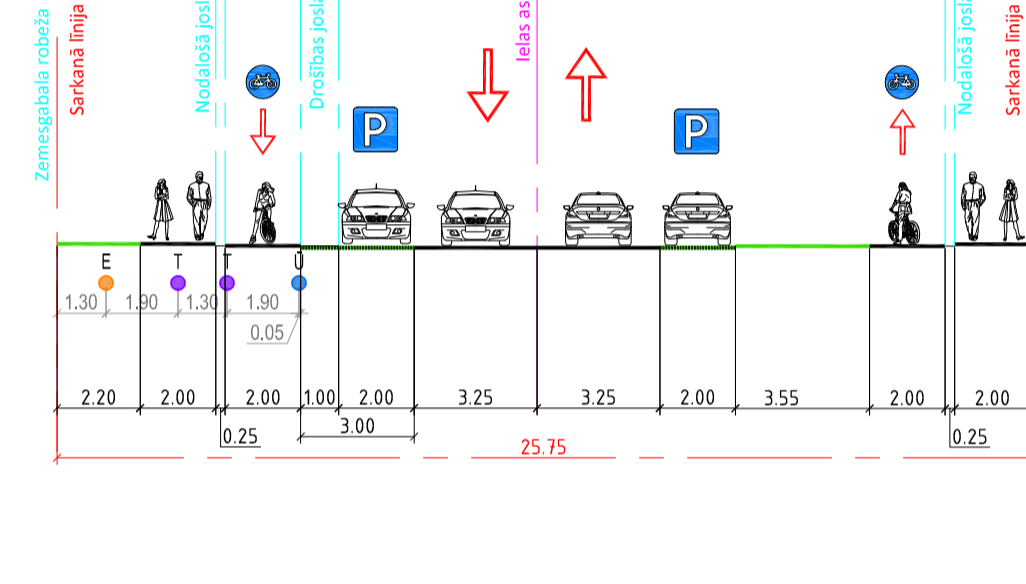 Zemesgabala robeža
Sarkanā līnija
Nodalošā josl
Drošības josla
Ielas as
Nodalošā josla
Sarkanā līnija
P
P
E
T
T
Ū
1.30
1.90
1.30
1.90
0.05
2.20
2.00
2.00
1.00
2.00
3.25
3.25
2.00
3.55
2.00
2.00
0.25
3.00
0.25
25.75